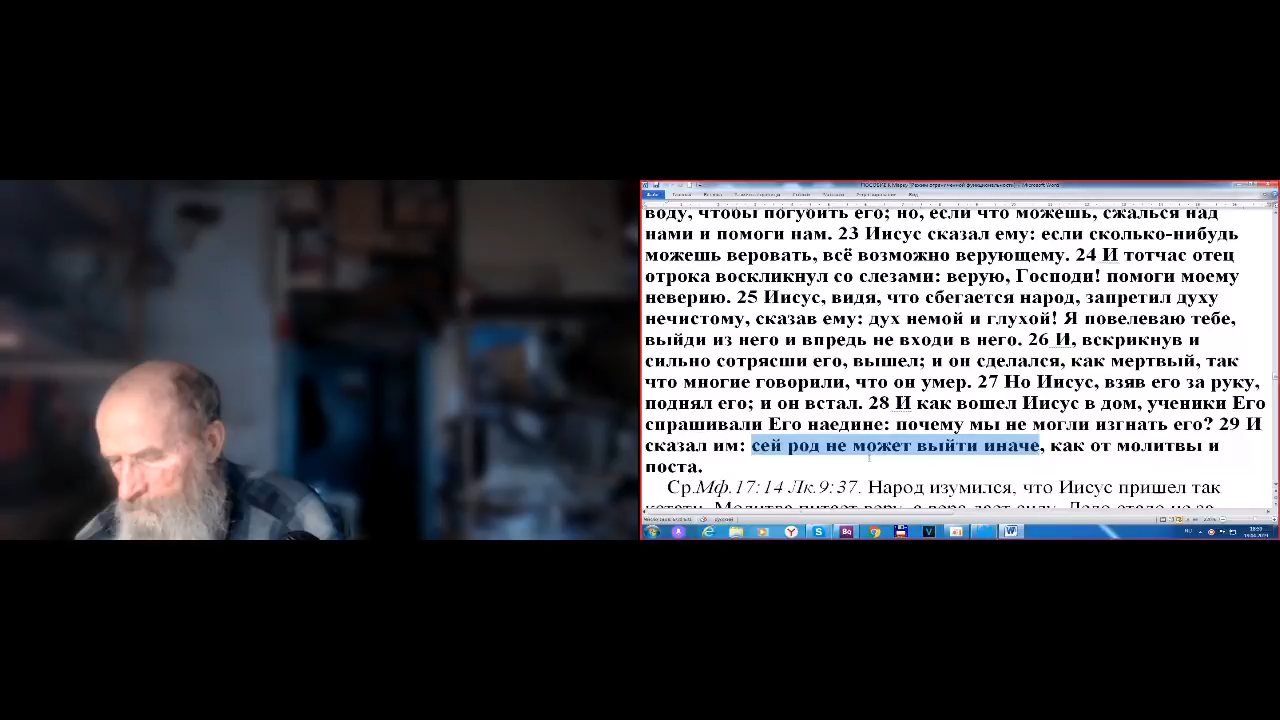 воду, чтобы погубить его; но, если что можешь, сжалься над
нами и помоги нам. 23 Иисус сказал ему: если сколько-нибудь
можешь веровать, всё возможно верующему. 24 И тотчас отец
отрока воскликнул со слезами: верую, Господи! помоги моему
неверию. 25 Иисус, видя, что сбегается народ, запретил духу
нечистому, сказав ему: дух немой и глухой! Я повелеваю тебе,
выйди из него и впредь не входи в него. 26 И, вскрикнув и
сильно сотрясши его, вышел; и он сделался, как мертвый, так
что многие говорили, что он умер. 27 Но Иисус, взяв его за руку,
поднял его; и он встал. 28 И как вошел Иисус в дом, ученики Его
спрашивали Его наедине: почему мы не могли изгнать его? 29 И
сказал им: сей род не может выйти иначе, как от молитвы и
поста.
Ср.Мф.17:14 Лк.9:37. Народ изумился, что Иисус пришел так